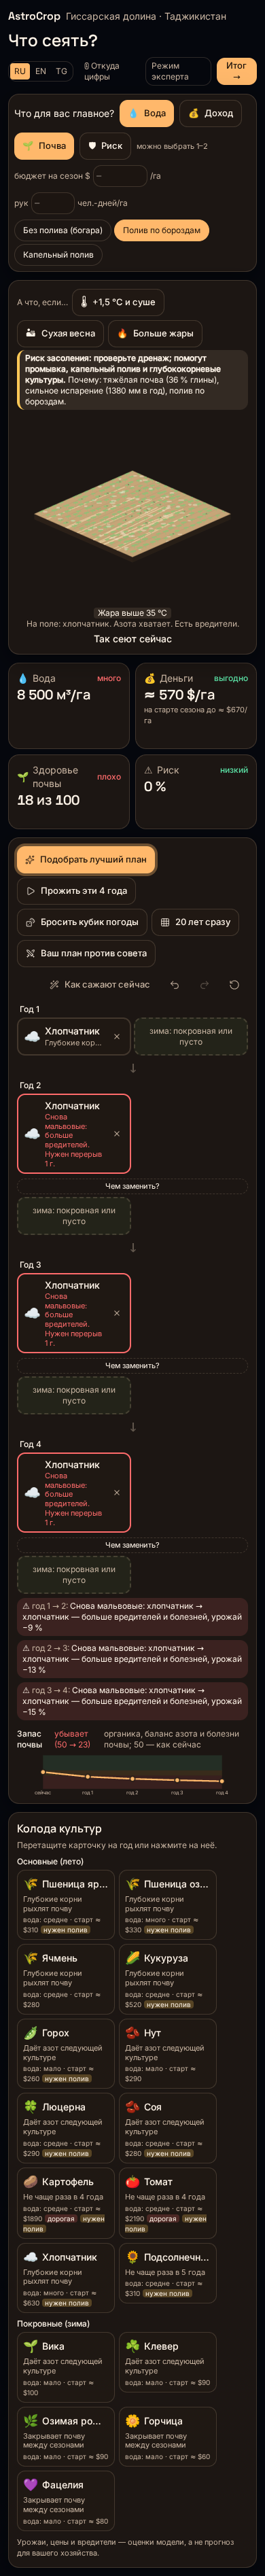 AstroCrop Гиссарская долина · Таджикистан
Что сеять?
RU EN TG
Откуда цифры
Режим эксперта
Итог →
Что для вас главное?
Вода
Доход
Почва
Риск
можно выбрать 1–2
бюджет на сезон $ — /га
рук — чел.-дней/га
Без полива (богара)
Полив по бороздам
Капельный полив
А что, если…
+1,5 °C и суше
Сухая весна
Больше жары
Риск засоления: проверьте дренаж; помогут
промывка, капельный полив и глубококорневые
культуры. Почему: тяжёлая почва (36 % глины),
сильное испарение (1380 мм в год), полив по
бороздам.
Жара выше 35 °C
На поле: хлопчатник. Азота хватает. Есть вредители.
Так сеют сейчас
Вода много
8 500 м³/га
Деньги выгодно
≈ 570 $/га
на старте сезона до ≈ $670/
га
Здоровье почвы плохо
18 из 100
Риск низкий
0 %
Подобрать лучший план
Прожить эти 4 года
Бросить кубик погоды
20 лет сразу
Ваш план против совета
Как сажают сейчас
Год 1
Хлопчатник
Глубокие кор…
×
зима: покровная или
пусто
↓
Год 2
Хлопчатник
Снова
мальвовые:
больше
вредителей.
Нужен перерыв
1 г.
×
Чем заменить?
зима: покровная или
пусто
↓
Год 3
Хлопчатник
Снова
мальвовые:
больше
вредителей.
Нужен перерыв
1 г.
×
Чем заменить?
зима: покровная или
пусто
↓
Год 4
Хлопчатник
Снова
мальвовые:
больше
вредителей.
Нужен перерыв
1 г.
×
Чем заменить?
зима: покровная или
пусто
⚠ год 1 → 2: Снова мальвовые: хлопчатник →
хлопчатник — больше вредителей и болезней, урожай
−9 %
⚠ год 2 → 3: Снова мальвовые: хлопчатник →
хлопчатник — больше вредителей и болезней, урожай
−13 %
⚠ год 3 → 4: Снова мальвовые: хлопчатник →
хлопчатник — больше вредителей и болезней, урожай
−15 %
Запас почвы
убывает (50 → 23)
органика, баланс азота и болезни
почвы; 50 — как сейчас
сейчас год 1 год 2 год 3 год 4
Колода культур
Перетащите карточку на год или нажмите на неё.
Основные (лето)
Пшеница яр…
Глубокие корни
рыхлят почву
вода: средне · старт ≈
$310 нужен полив
Пшеница оз…
Глубокие корни
рыхлят почву
вода: много · старт ≈
$330 нужен полив
Ячмень
Глубокие корни
рыхлят почву
вода: средне · старт ≈
$280
Кукуруза
Глубокие корни
рыхлят почву
вода: средне · старт ≈
$520 нужен полив
Горох
Даёт азот следующей
культуре
вода: мало · старт ≈
$260 нужен полив
Нут
Даёт азот следующей
культуре
вода: мало · старт ≈
$290
Люцерна
Даёт азот следующей
культуре
вода: средне · старт ≈
$290 нужен полив
Соя
Даёт азот следующей
культуре
вода: средне · старт ≈
$280 нужен полив
Картофель
Не чаще раза в 4 года
вода: средне · старт ≈
$1890 дорогая нужен
полив
Томат
Не чаще раза в 4 года
вода: средне · старт ≈
$2190 дорогая нужен
полив
Хлопчатник
Глубокие корни
рыхлят почву
вода: много · старт ≈
$630 нужен полив
Подсолнечн…
Не чаще раза в 5 года
вода: средне · старт ≈
$310 нужен полив
Покровные (зима)
Вика
Даёт азот следующей
культуре
вода: мало · старт ≈
$100
Клевер
Даёт азот следующей
культуре
вода: мало · старт ≈ $90
Озимая ро…
Закрывает почву
между сезонами
вода: мало · старт ≈ $90
Горчица
Закрывает почву
между сезонами
вода: мало · старт ≈ $60
Фацелия
Закрывает почву
между сезонами
вода: мало · старт ≈ $80
Урожаи, цены и вредители — оценки модели, а не прогноз
для вашего хозяйства.